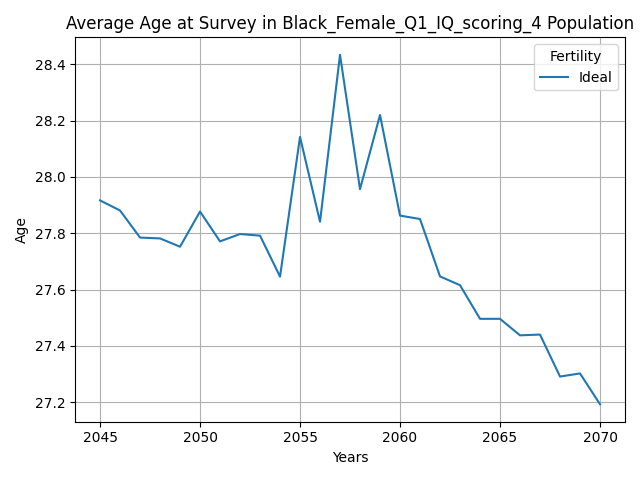 Average Age at Survey in Black_Female_Q1_IQ_scoring_4 Population
Fertility
Ideal
28.4
28.2
28.0
27.8
27.6
27.4
27.2
Age
2045 2050 2055 2060 2065 2070
Years